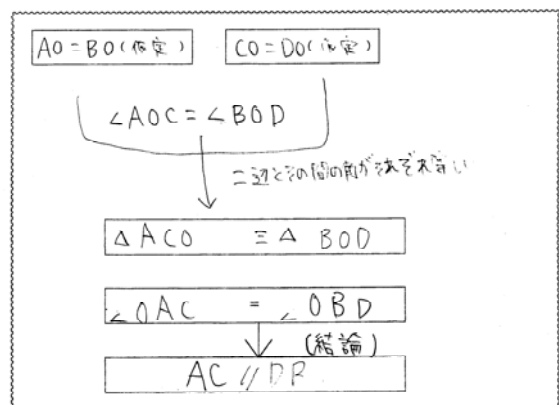 AO=BO(仮定) CO=DO(仮定)
∠AOC=∠BOD
二辺とその間の角がそれぞれ等しい
△ACO ≡ △BOD
∠OAC = ∠OBD
(結論)
AC//DB